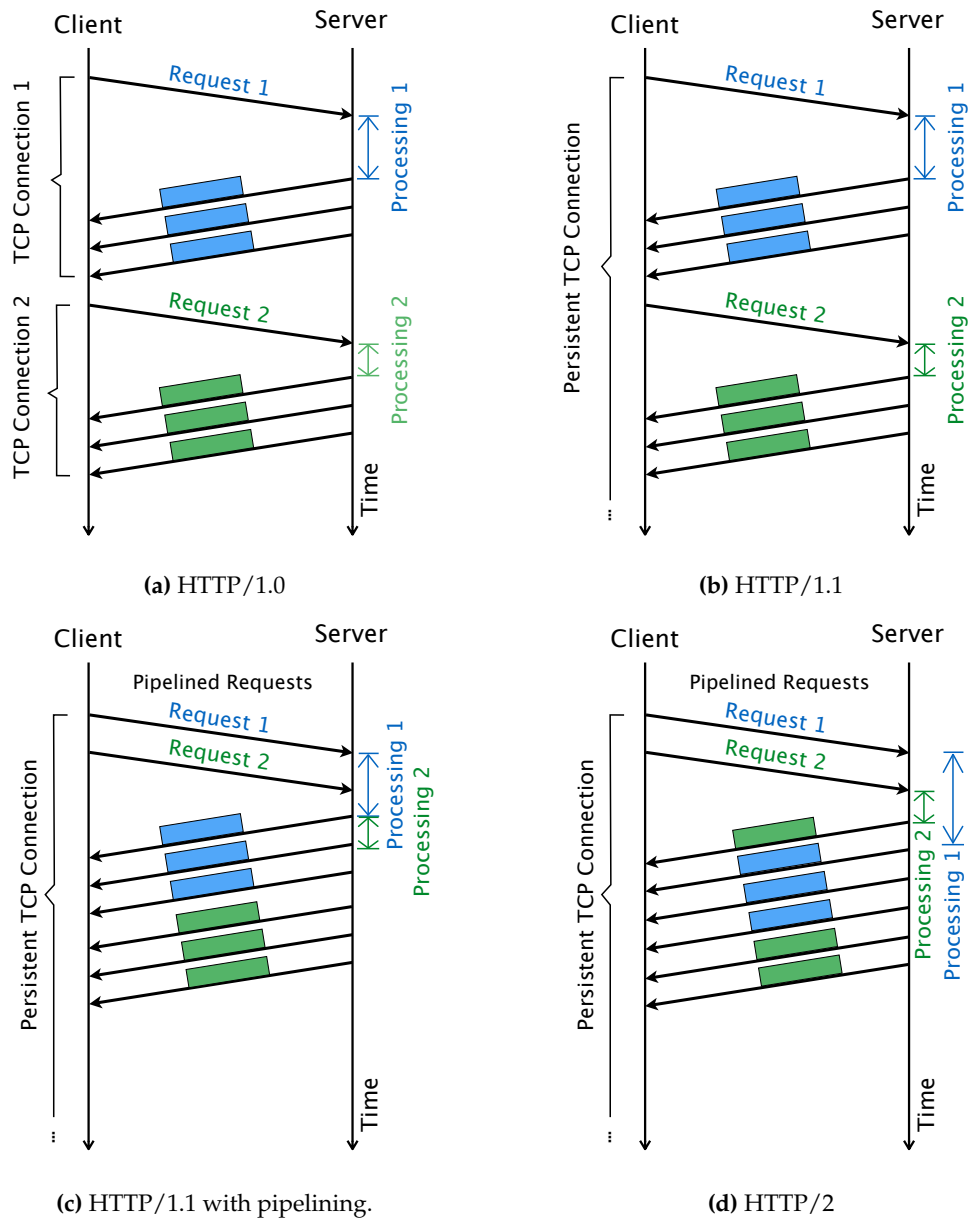 Client
Server
Request 1
Processing 1
TCP Connection 1
Request 2
Processing 2
TCP Connection 2
Time
(a) HTTP/1.0
Client
Server
Request 1
Processing 1
Persistent TCP Connection
Request 2
Processing 2
...
Time
(b) HTTP/1.1
Client
Server
Pipelined Requests
Request 1
Request 2
Processing 1
Processing 2
Persistent TCP Connection
...
Time
(c) HTTP/1.1 with pipelining.
Client
Server
Pipelined Requests
Request 1
Request 2
Processing 2
Processing 1
Persistent TCP Connection
...
Time
(d) HTTP/2